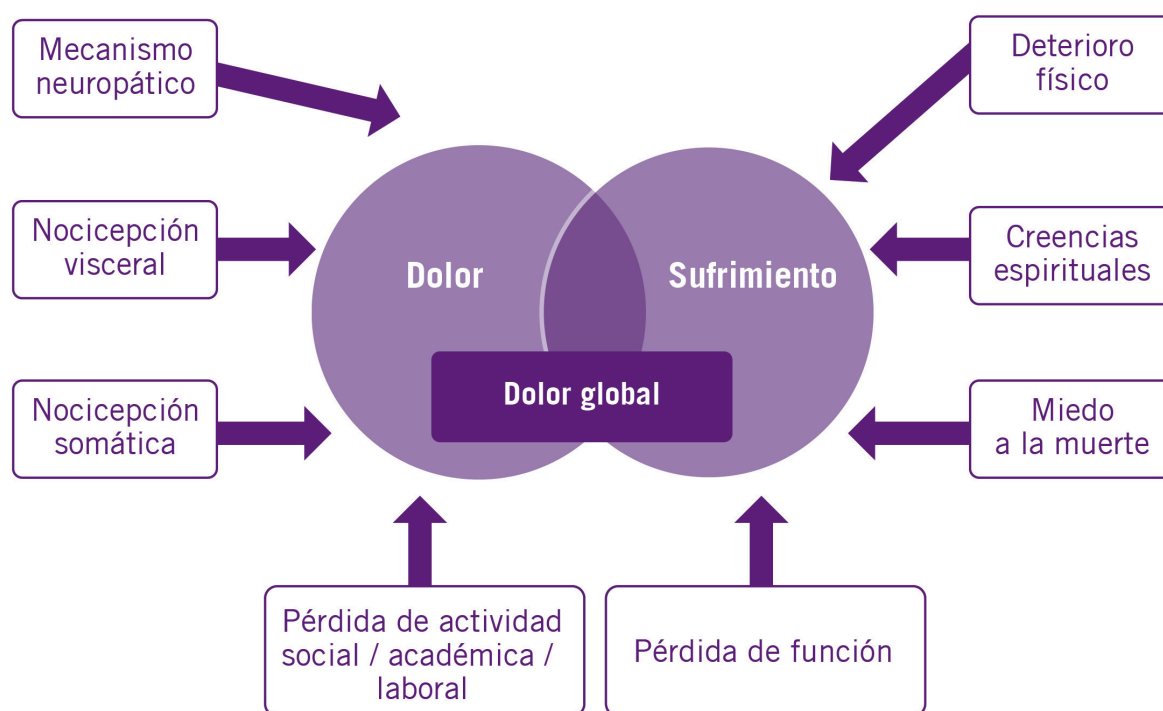 Mecanismo
neuropático
Deterioro
físico
Nocicepción
visceral
Dolor
Sufrimiento
Creencias
espirituales
Nocicepción
somática
Dolor global
Miedo
a la muerte
Pérdida de actividad
social / académica /
laboral
Pérdida de función